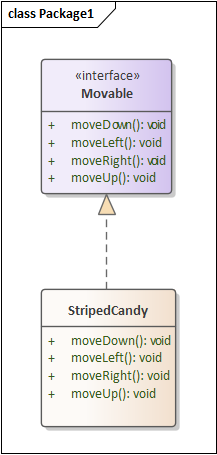 class Package1
«interface»
Movable
+ moveDown(): void
+ moveLeft(): void
+ moveRight(): void
+ moveUp(): void
StripedCandy
+ moveDown(): void
+ moveLeft(): void
+ moveRight(): void
+ moveUp(): void